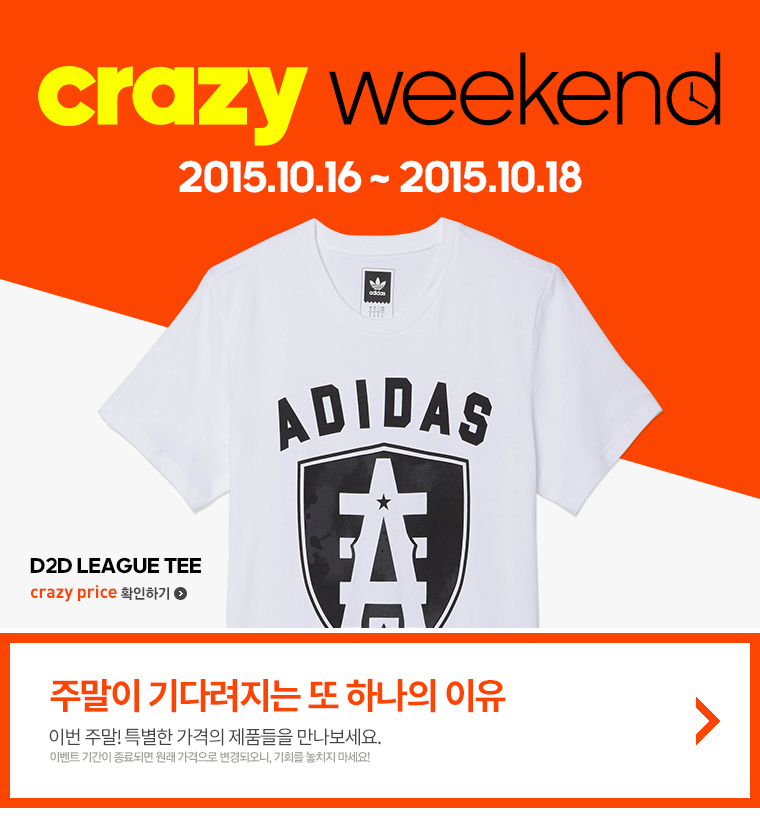 crazy weekend
2015.10.16 ~ 2015.10.18
adidas
ADIDAS
D2D LEAGUE TEE
crazy price 확인하기
주말이 기다려지는 또 하나의 이유
이번 주말! 특별한 가격의 제품들을 만나보세요.
이벤트 기간이 종료되면 원래 가격으로 변경되오니, 기회를 놓치지 마세요!